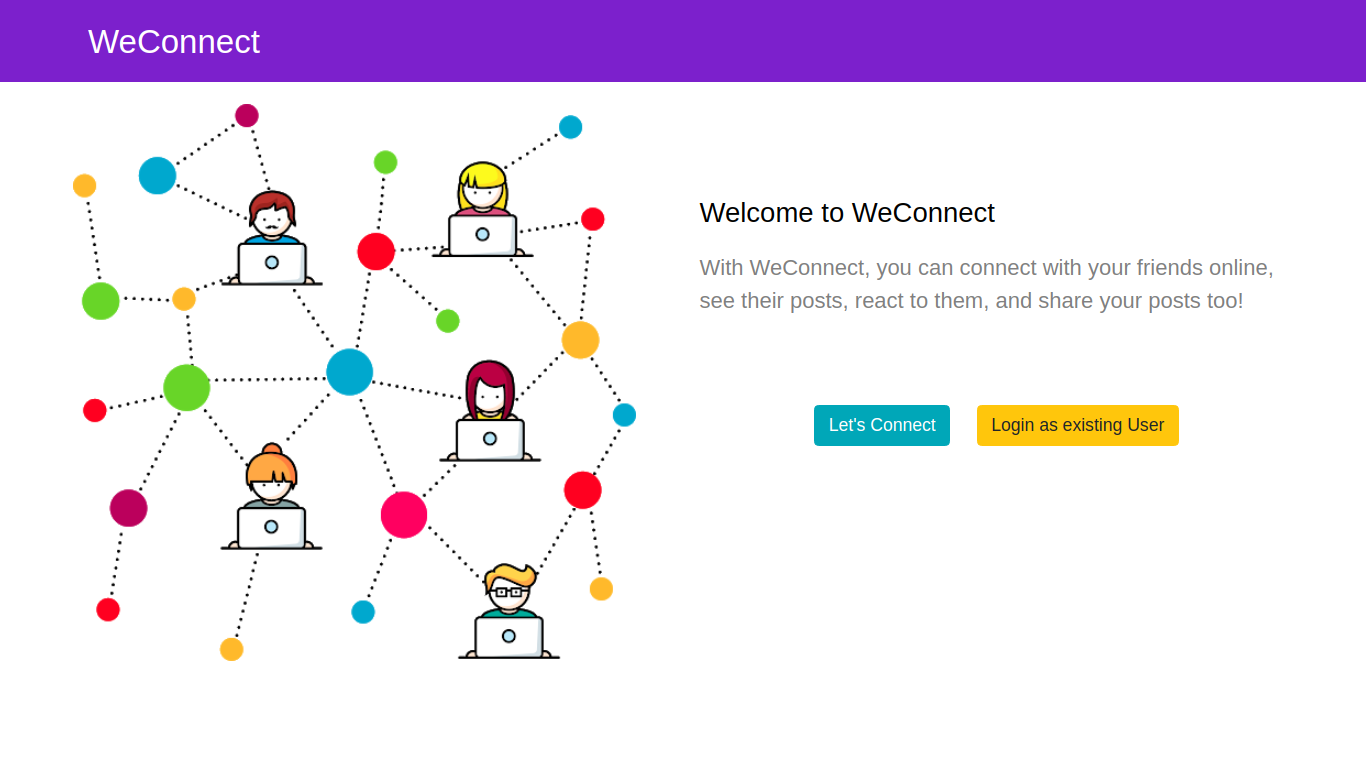 WeConnect
Welcome to WeConnect
With WeConnect, you can connect with your friends online,
see their posts, react to them, and share your posts too!
Let's Connect
Login as existing User